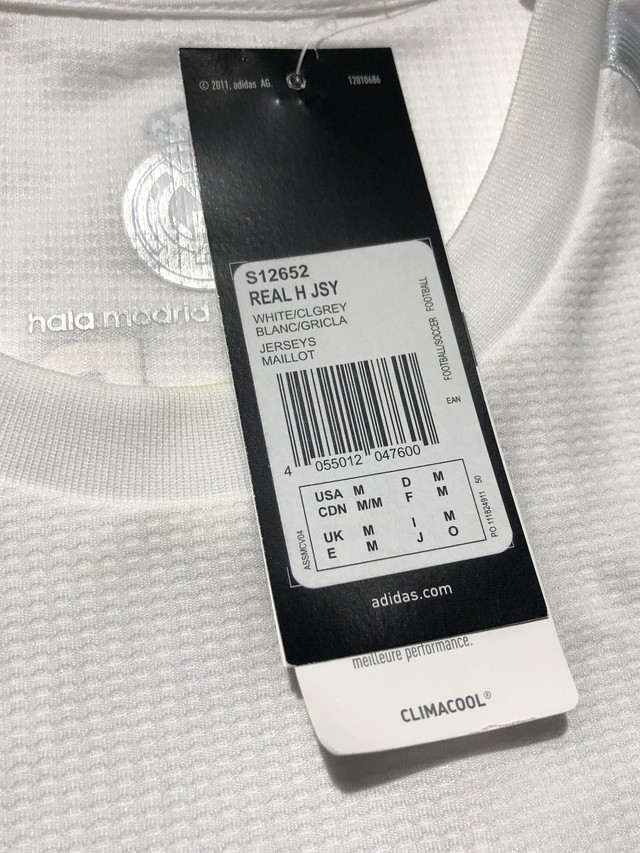 © 2011, adidas AG.
12010686
hala madrid
S12652
REAL H JSY
WHITE/CLGREY
BLANC/GRICLA
JERSEYS
MAILLOT
FOOTBALL/SOCCER FOOTBALL
EAN
4 055012 047600
USA M D M
CDN M/M F M
UK M I M
E M J O
ASSMCV04
PO 111624911 50
adidas.com
meilleure performance.
CLIMACOOL®